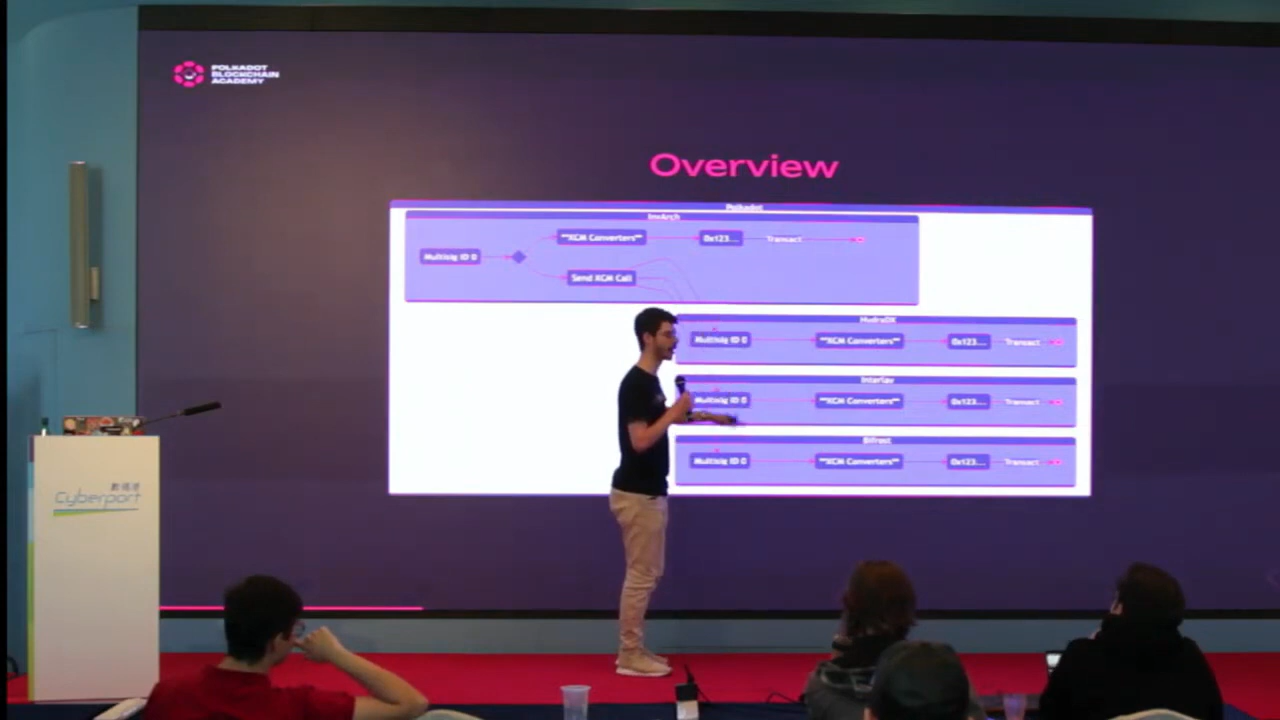 POLKADOT
BLOCKCHAIN
ACADEMY
Overview
Polkadot
InvArch
Multisig ID 0
"XCM Converters"
0x123...
Transact
Send XCM Call
HydraDX
Multisig ID 0
"XCM Converters"
0x123...
Transact
Interlay
Multisig ID 0
"XCM Converters"
0x123...
Transact
Bifrost
Multisig ID 0
"XCM Converters"
0x123...
Transact
數碼港
Cyberport